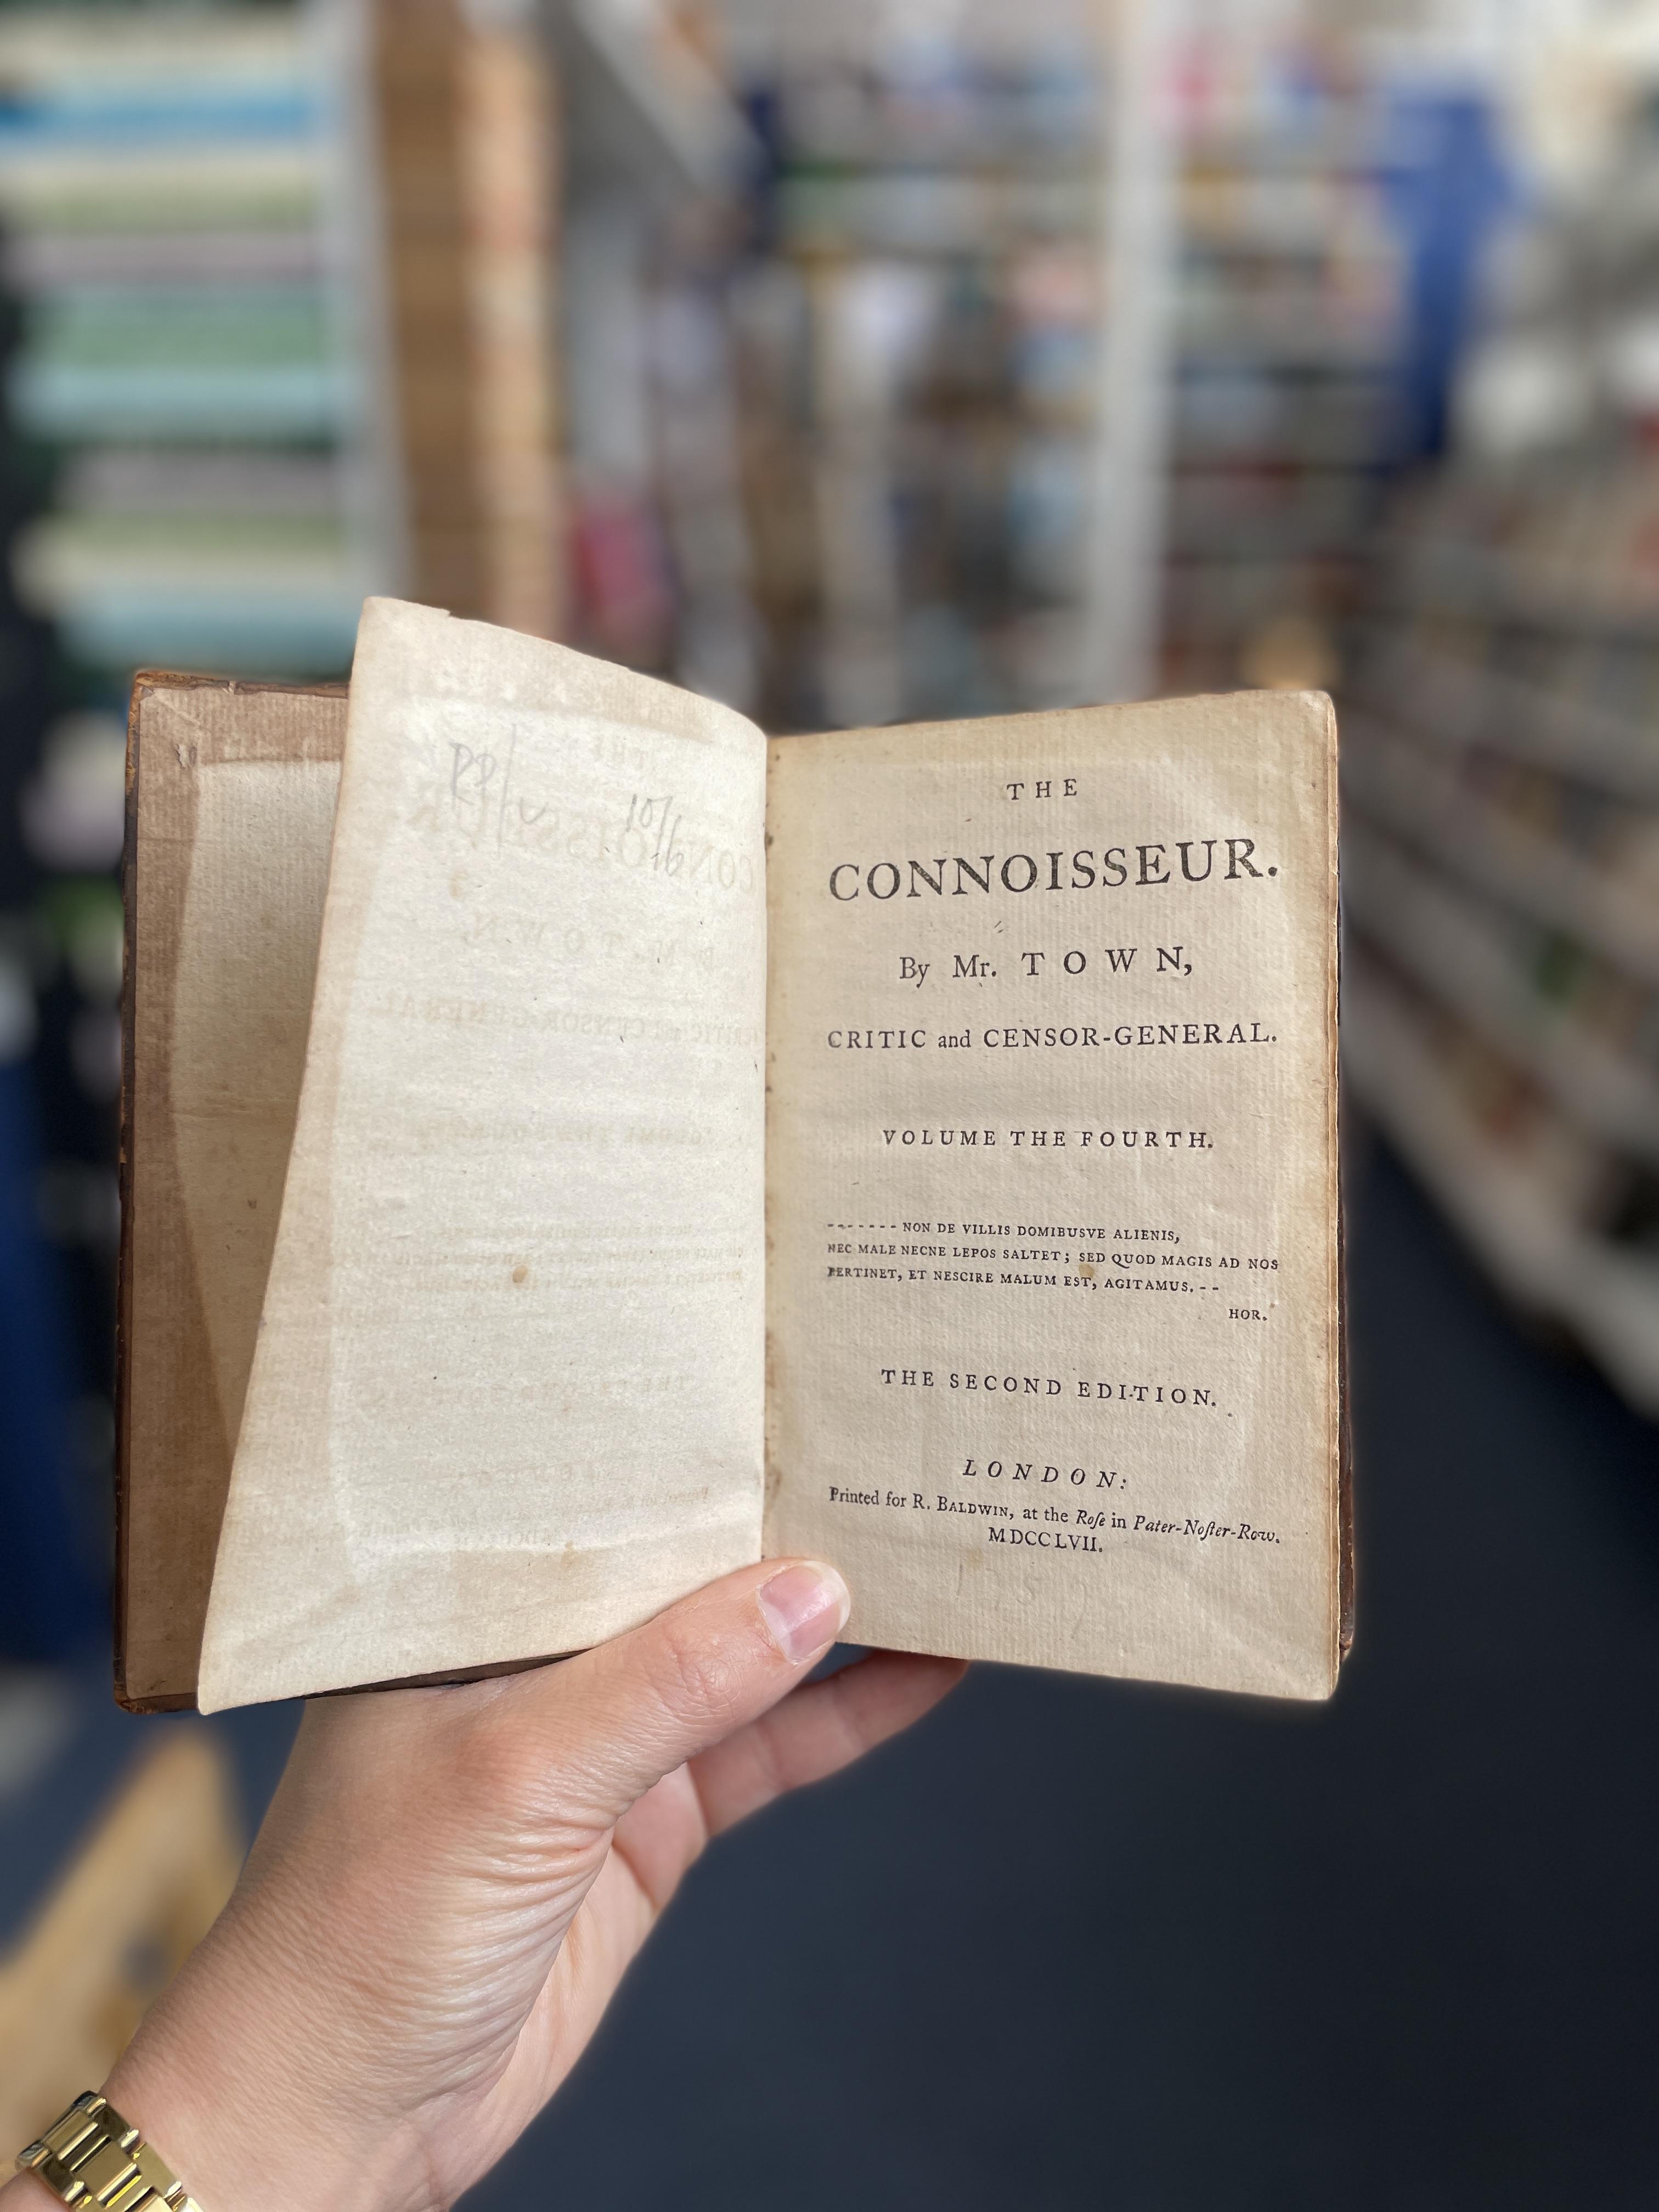 THE
CONNOISSEUR.
By Mr. TOWN,
CRITIC and CENSOR-GENERAL.
VOLUME THE FOURTH.
------- NON DE VILLIS DOMIBUSVE ALIENIS,
NEC MALE NECNE LEPOS SALTET; SED QUOD MAGIS AD NOS
PERTINET, ET NESCIRE MALUM EST, AGITAMUS. --
HOR.
THE SECOND EDITION.
LONDON:
Printed for R. BALDWIN, at the Roſe in Pater-Noſter-Row.
MDCCLVII.